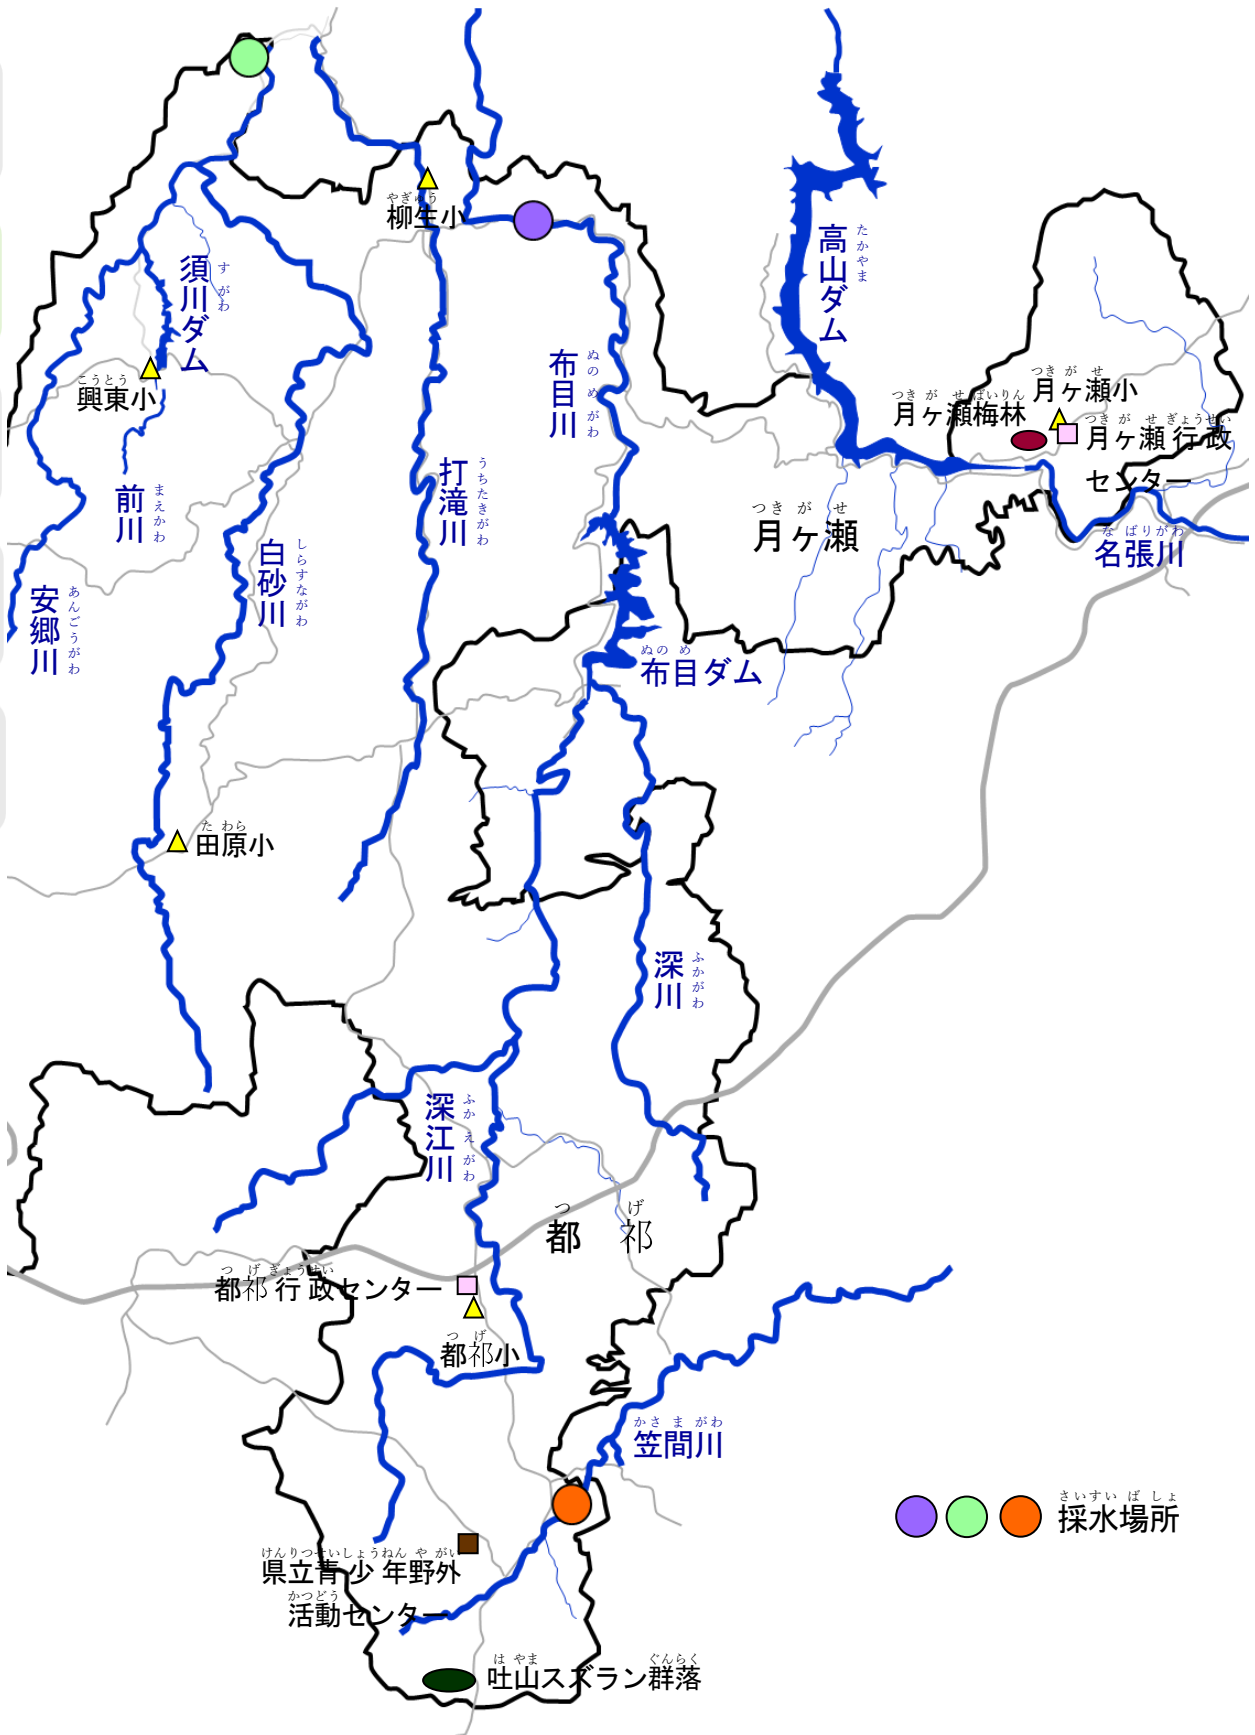 やぎゅう
柳生小
たかやま
高山ダム
すがわ
須川ダム
ぬのめがわ
布目川
こうとう
興東小
つきがせ
月ヶ瀬小
つきがせばいりん
月ヶ瀬梅林
つきがせぎょうせい
月ヶ瀬行政
センター
まえかわ
前川
うちたきがわ
打滝川
つきがせ
月ヶ瀬
なばりがわ
名張川
しらすながわ
白砂川
あんごうがわ
安郷川
ぬのめ
布目ダム
たわら
田原小
ふかがわ
深川
ふかえがわ
深江川
つげ
都祁
つげぎょうせい
都祁行政センター
つげ
都祁小
かさまがわ
笠間川
さいすいばしょ
採水場所
けんりつせいしょうねんやがい
県立青少年野外
かつどう
活動センター
はやま ぐんらく
吐山スズラン群落